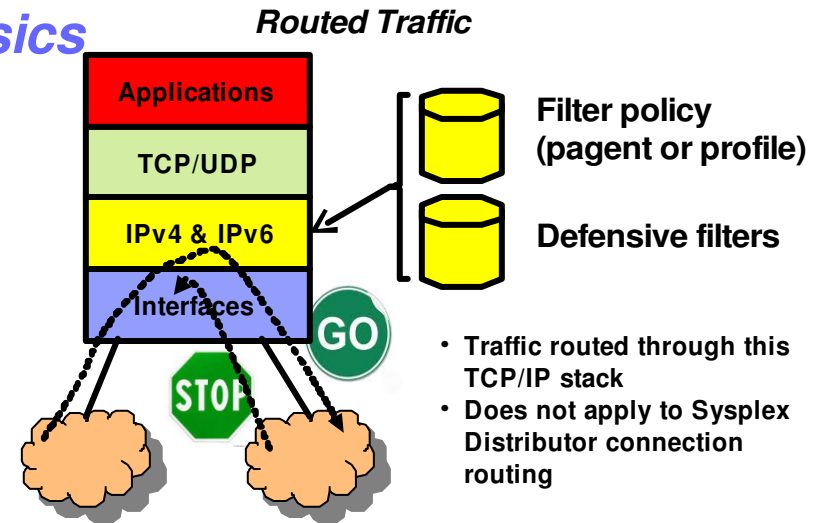 sics
Routed Traffic
Applications
TCP/UDP
IPv4 & IPv6
Interfaces
Filter policy
(pagent or profile)
Defensive filters
GO
STOP
• Traffic routed through this
TCP/IP stack
• Does not apply to Sysplex
Distributor connection
routing